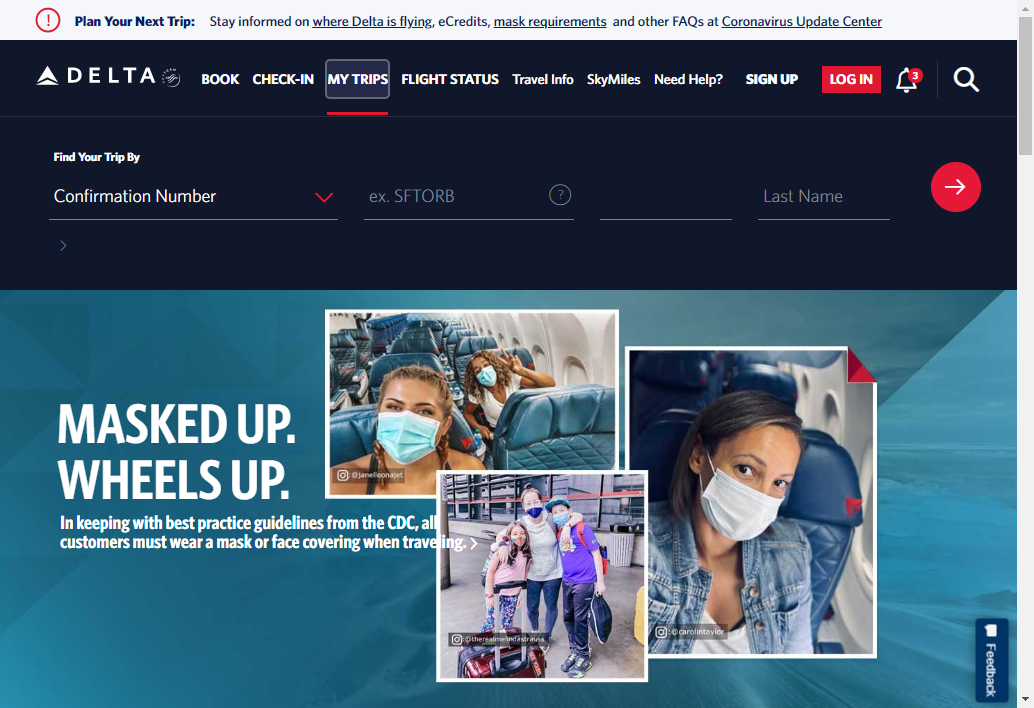 Plan Your Next Trip: Stay informed on where Delta is flying, eCredits, mask requirements and other FAQs at Coronavirus Update Center
DELTA BOOK CHECK-IN MY TRIPS FLIGHT STATUS Travel Info SkyMiles Need Help? SIGN UP LOG IN 3
Find Your Trip By
Confirmation Number ex. SFTORB ? Last Name
MASKED UP.
WHEELS UP.
In keeping with best practice guidelines from the CDC, all
customers must wear a mask or face covering when traveling.
@janelleonajet
@therealmelindastrauss
@carolintaylor
Feedback